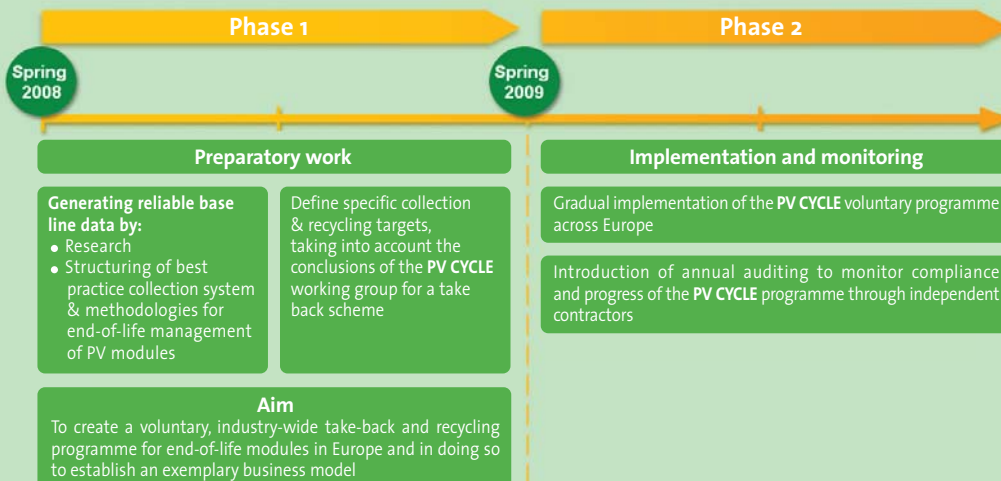 Phase 1
Phase 2
Spring
2008
Spring
2009
Preparatory work
Generating reliable base
line data by:
• Research
• Structuring of best
practice collection system
& methodologies for
end-of-life management
of PV modules
Define specific collection
& recycling targets,
taking into account the
conclusions of the PV CYCLE
working group for a take
back scheme
Aim
To create a voluntary, industry-wide take-back and recycling
programme for end-of-life modules in Europe and in doing so
to establish an exemplary business model
Implementation and monitoring
Gradual implementation of the PV CYCLE voluntary programme
across Europe
Introduction of annual auditing to monitor compliance
and progress of the PV CYCLE programme through independent
contractors